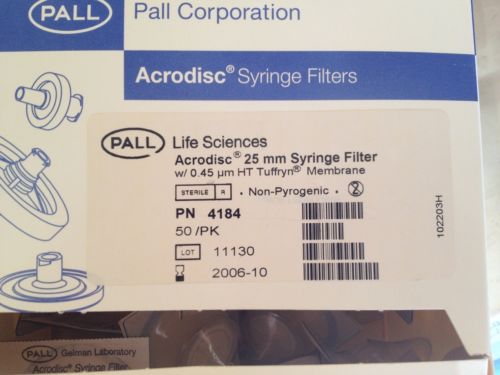 PALL
Pall Corporation
Acrodisc® Syringe Filters
PALL
Life Sciences
Acrodisc® 25 mm Syringe Filter
w/ 0.45 µm HT Tuffryn® Membrane
STERILE R • Non-Pyrogenic • 2
PN 4184
50 /PK
LOT 11130
2006-10
102203H
PALL Gelman Laboratory
Acrodisc® Syringe Filter